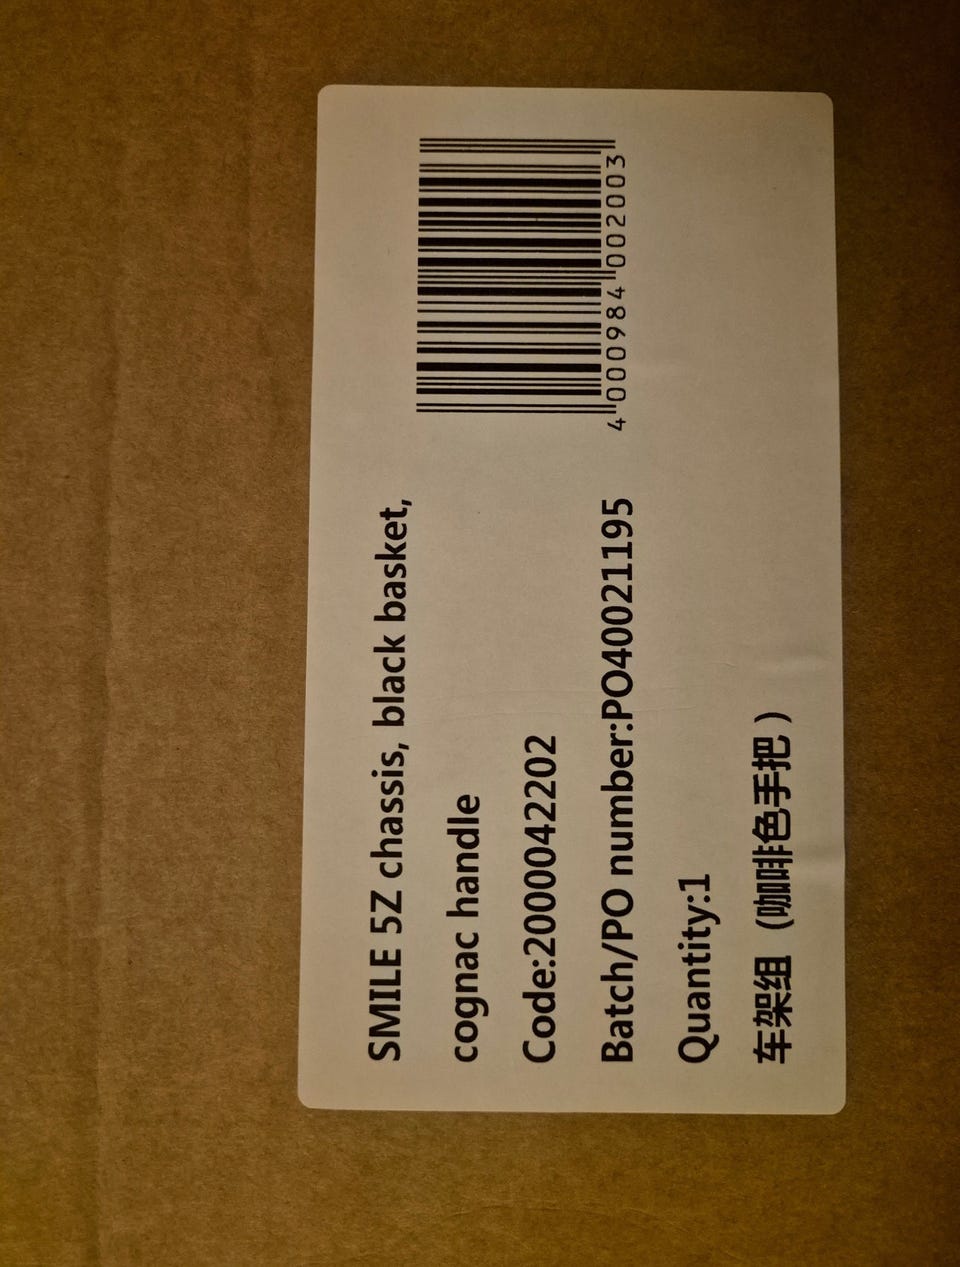 SMILE 5Z chassis, black basket,
cognac handle
Code:2000042202
Batch/PO number:PO40021195
Quantity:1
车架组（咖啡色手把）
4 000984 002003